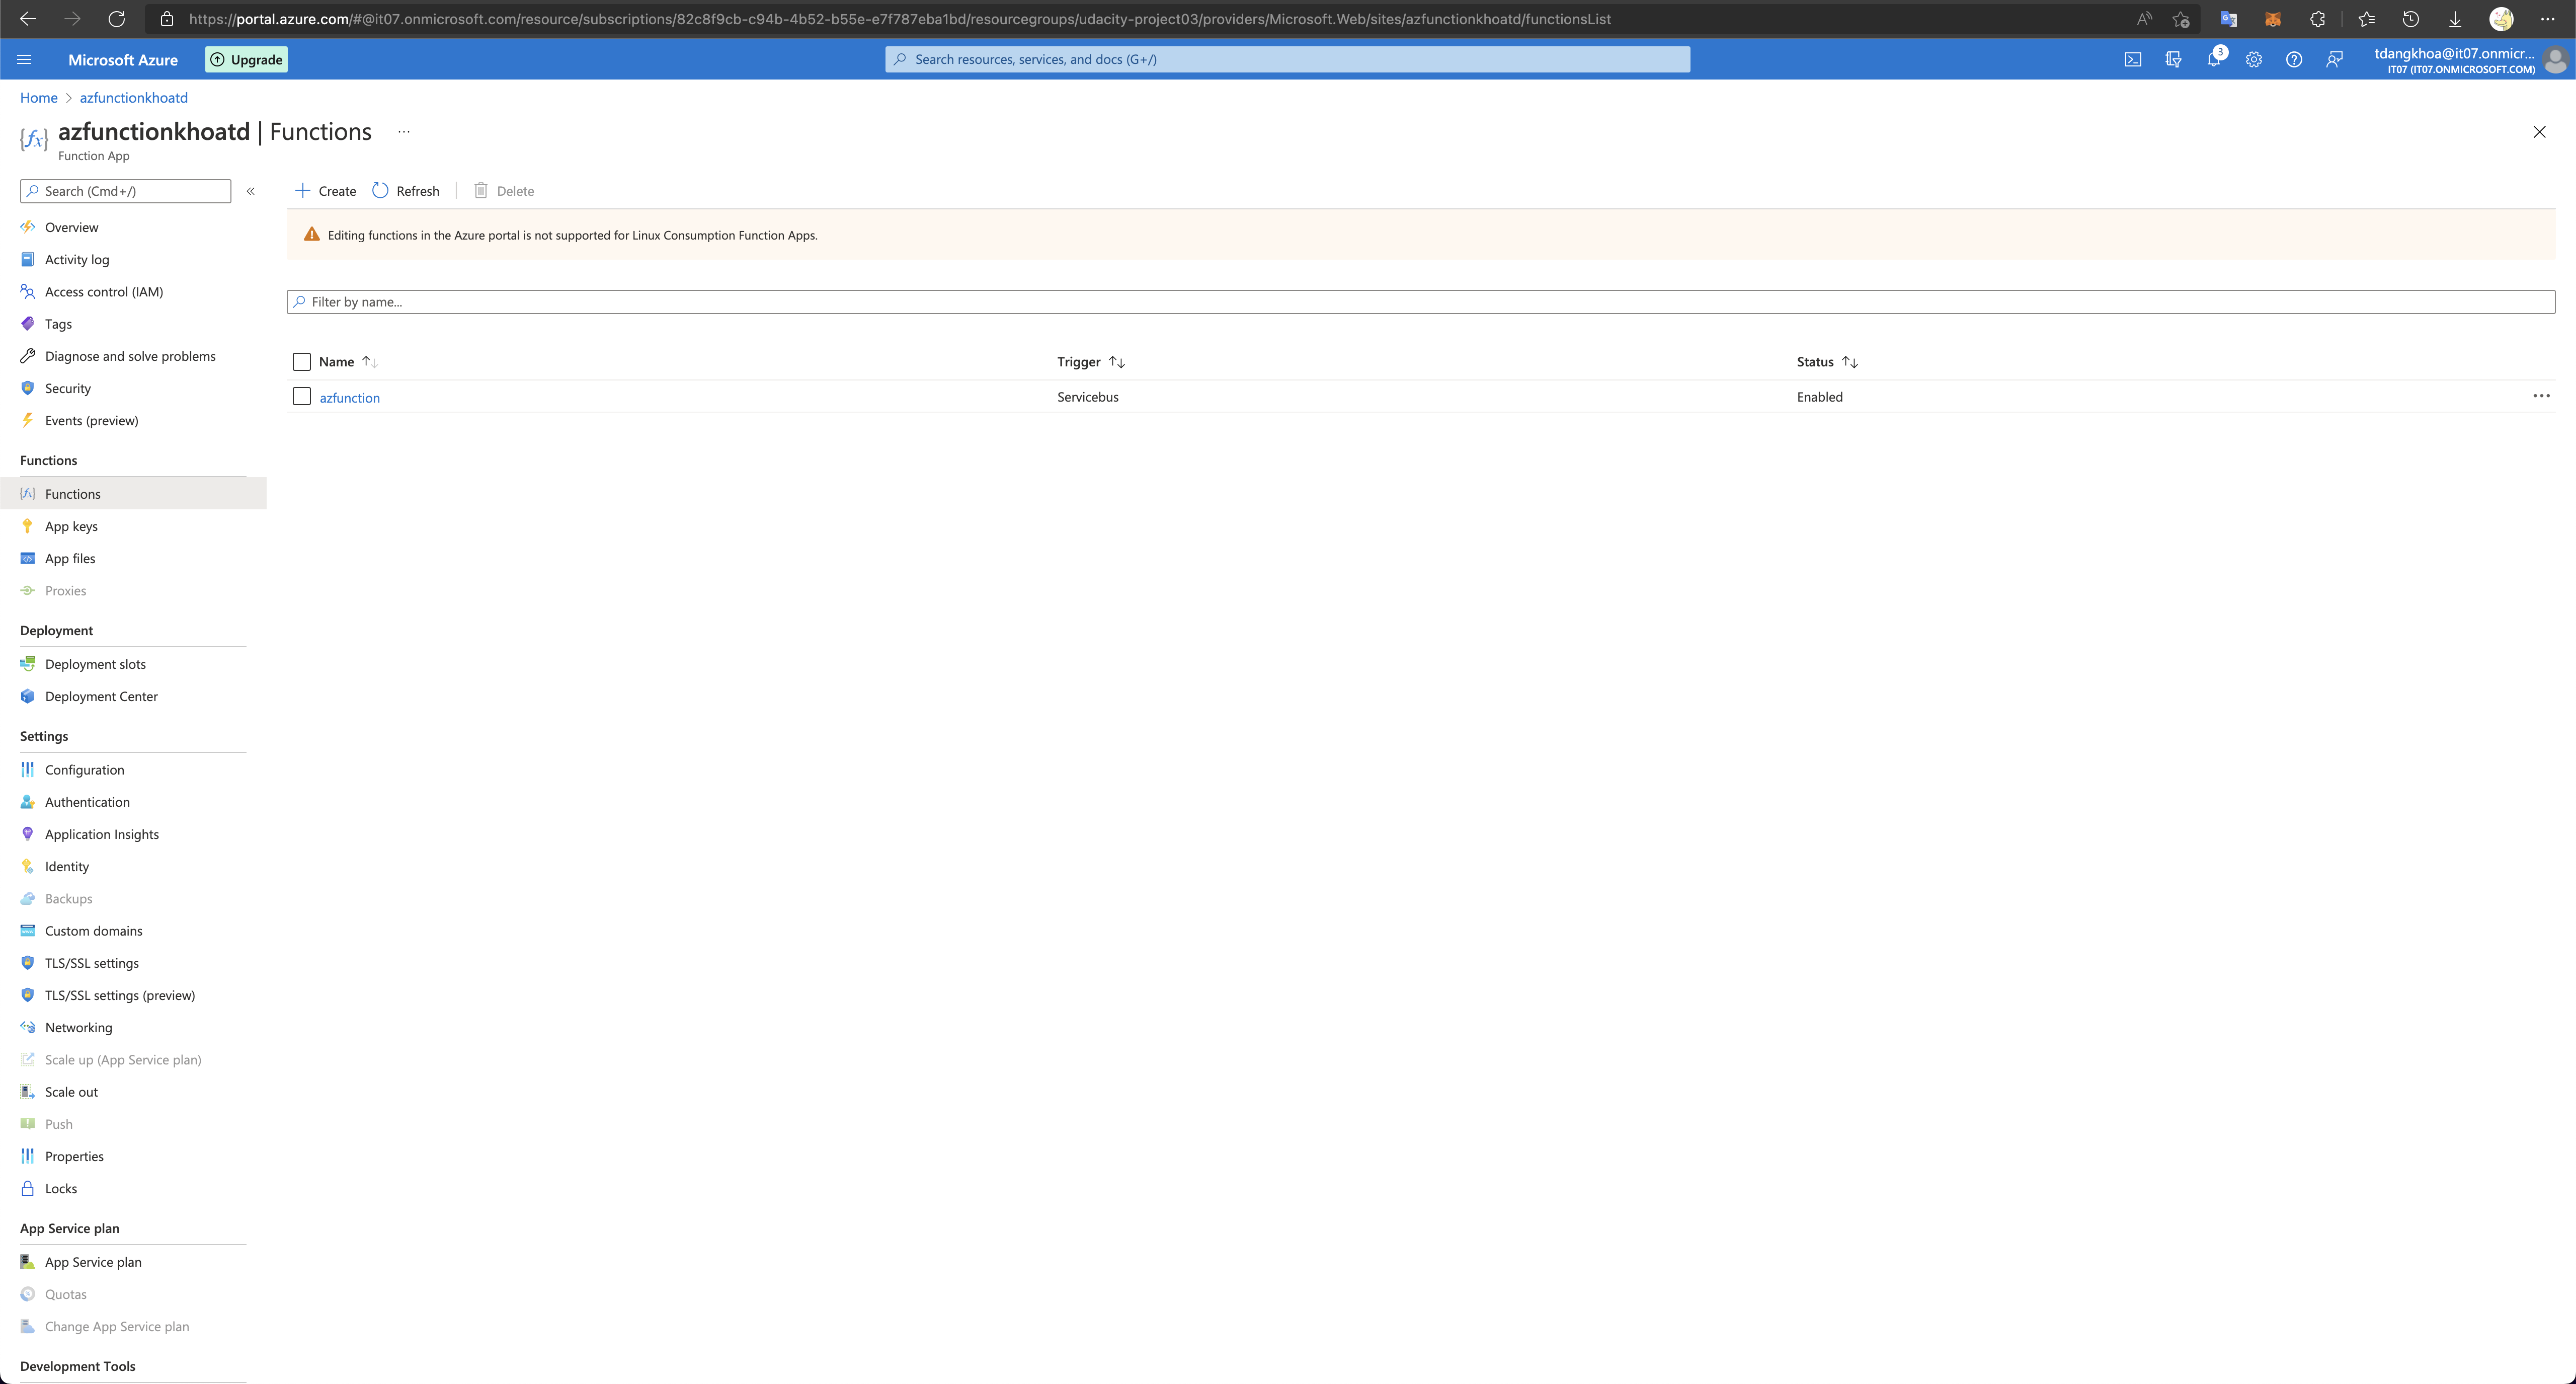 https://portal.azure.com/#@it07.onmicrosoft.com/resource/subscriptions/82c8f9cb-c94b-4b52-b55e-e7f787eba1bd/resourcegroups/udacity-project03/providers/Microsoft.Web/sites/azfunctionkhoatd/functionsList
Microsoft Azure
Upgrade
Search resources, services, and docs (G+/)
3
tdangkhoa@it07.onmicr...
IT07 (IT07.ONMICROSOFT.COM)
Home > azfunctionkhoatd
azfunctionkhoatd | Functions ...
Function App
Search (Cmd+/)
Create
Refresh
Delete
Overview
Activity log
Access control (IAM)
Tags
Diagnose and solve problems
Security
Events (preview)
Functions
Functions
App keys
App files
Proxies
Deployment
Deployment slots
Deployment Center
Settings
Configuration
Authentication
Application Insights
Identity
Backups
Custom domains
TLS/SSL settings
TLS/SSL settings (preview)
Networking
Scale up (App Service plan)
Scale out
Push
Properties
Locks
App Service plan
App Service plan
Quotas
Change App Service plan
Development Tools
Editing functions in the Azure portal is not supported for Linux Consumption Function Apps.
Filter by name...
Name Trigger Status
azfunction Servicebus Enabled